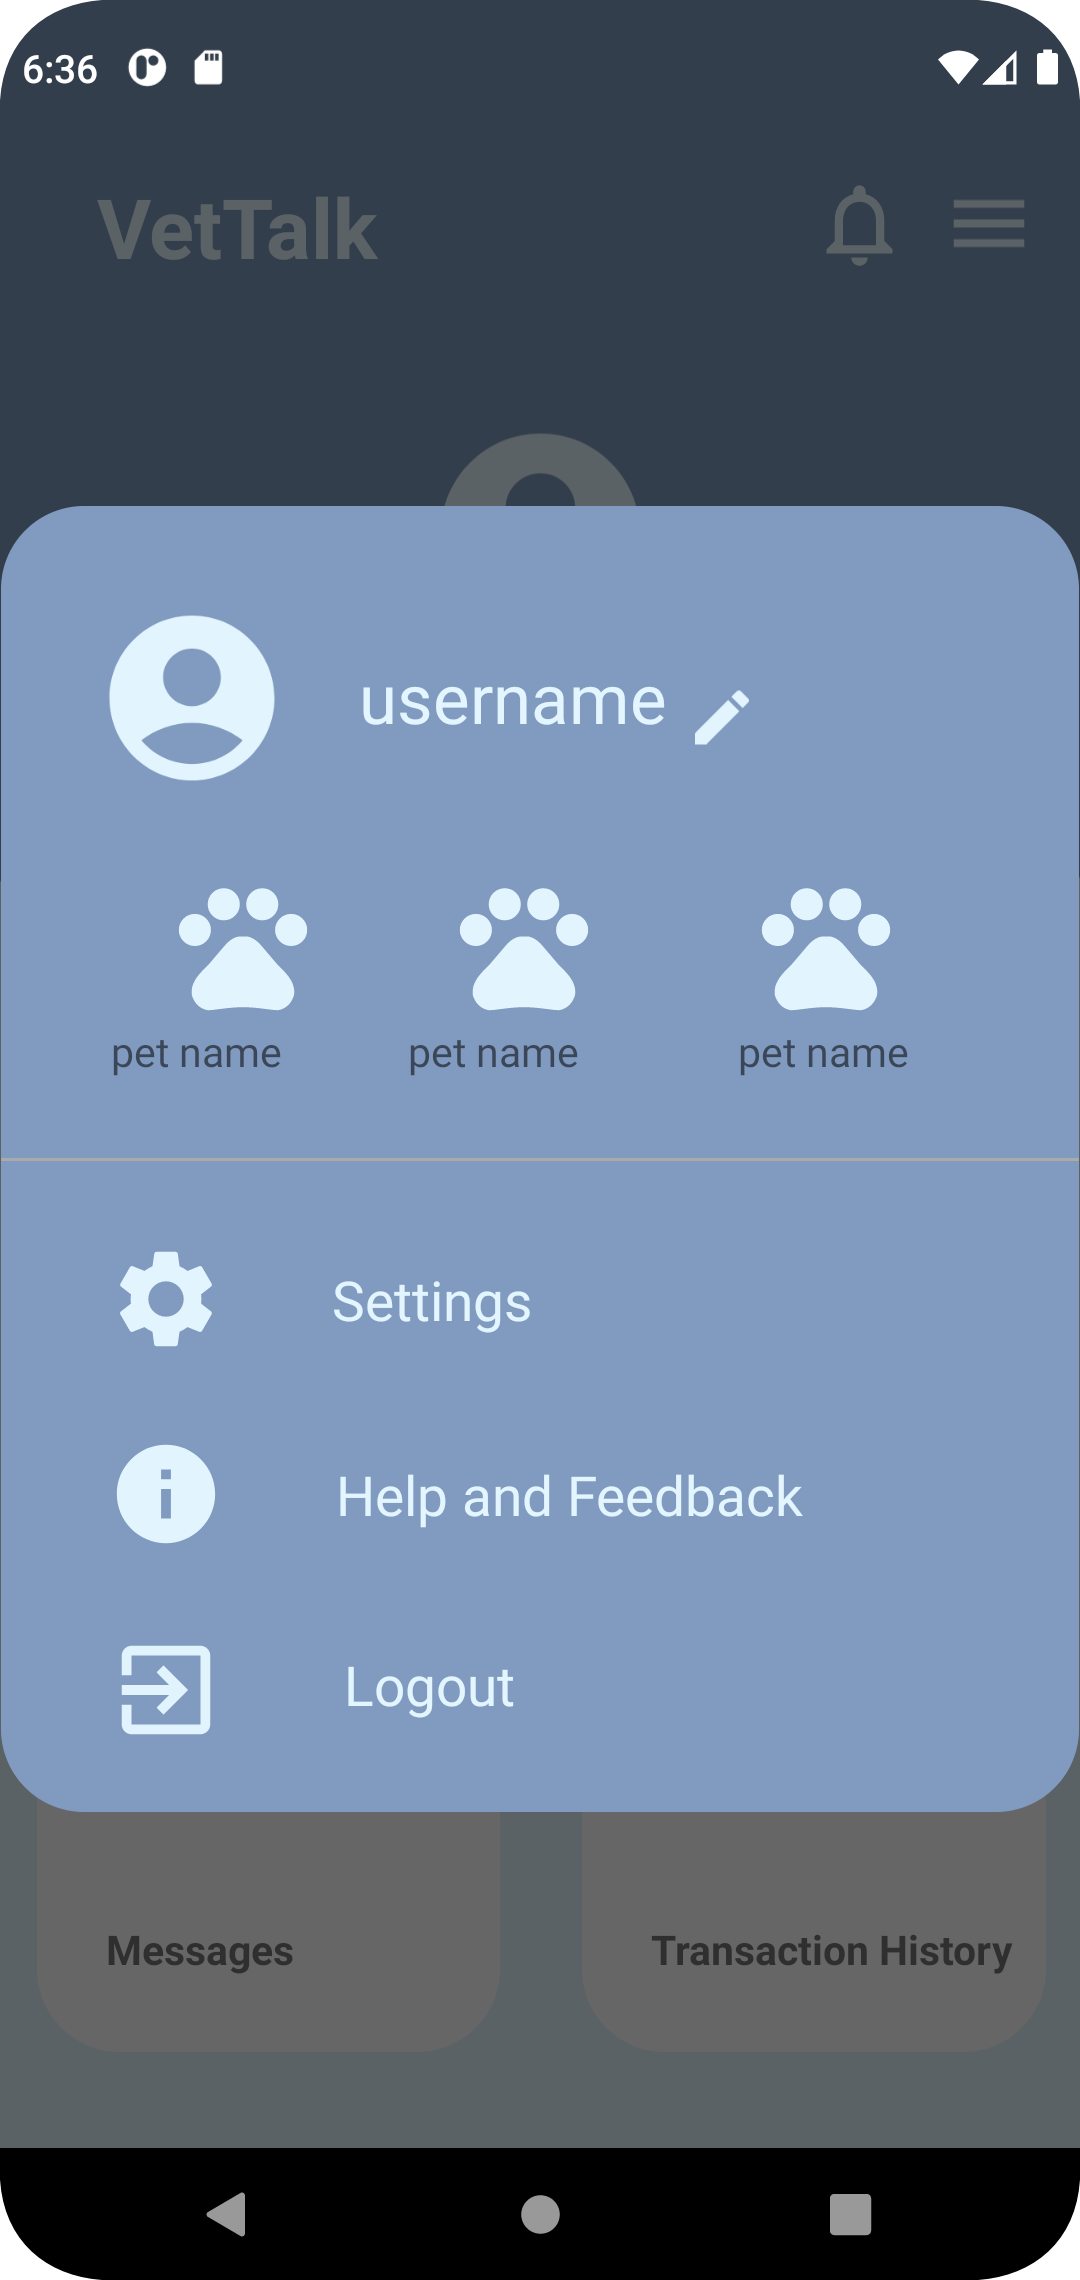 6:36
VetTalk
username
pet name pet name pet name
Settings
Help and Feedback
Logout
Messages Transaction History